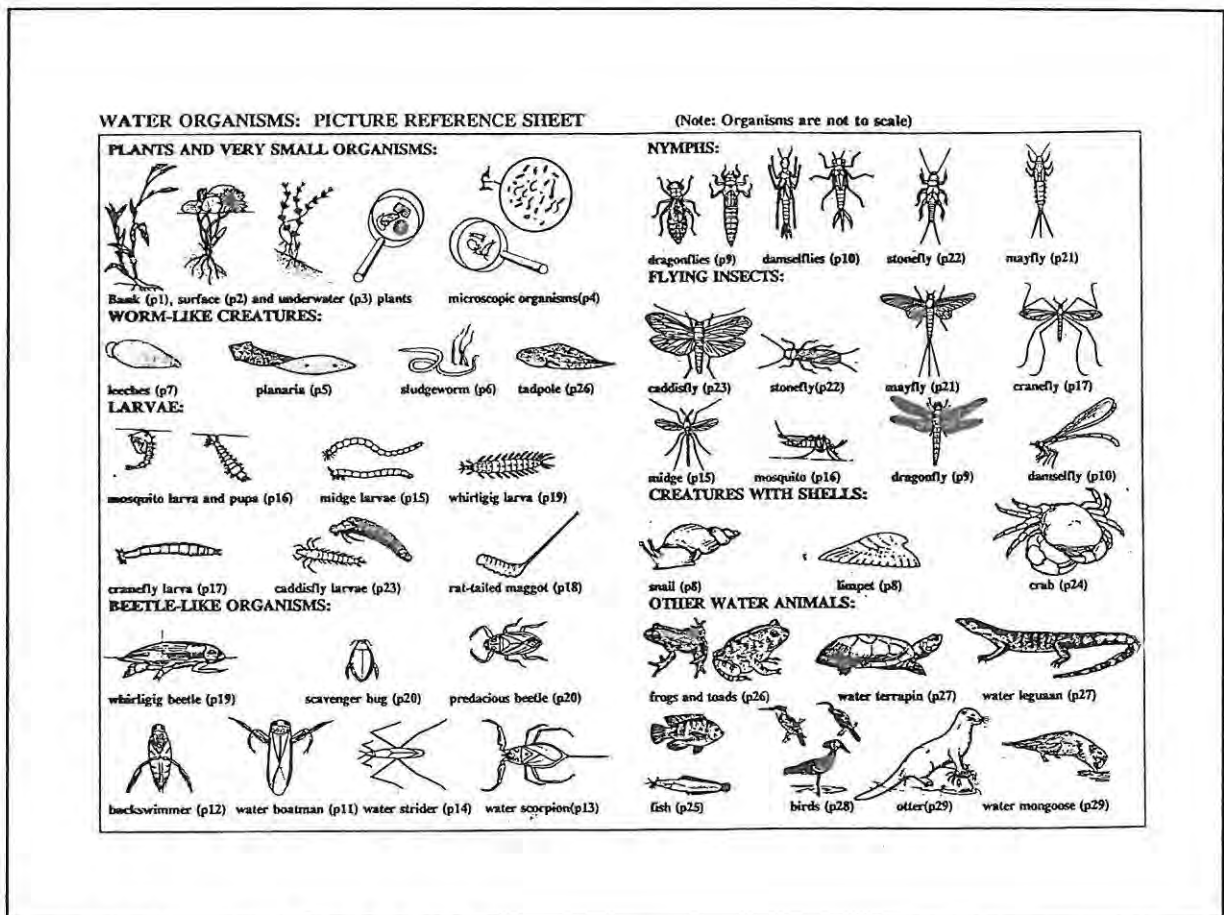 WATER ORGANISMS: PICTURE REFERENCE SHEET (Note: Organisms are not to scale)
PLANTS AND VERY SMALL ORGANISMS:
Bank (p1), surface (p2) and underwater (p3) plants microscopic organisms(p4)
WORM-LIKE CREATURES:
leeches (p7) planaria (p5) sludgeworm (p6) tadpole (p26)
LARVAE:
mosquito larva and pupa (p16) midge larvae (p15) whirligig larva (p19)
cranefly larva (p17) caddisfly larvae (p23) rat-tailed maggot (p18)
BEETLE-LIKE ORGANISMS:
whirligig beetle (p19) scavenger bug (p20) predacious beetle (p20)
backswimmer (p12) water boatman (p11) water strider (p14) water scorpion(p13)
NYMPHS:
dragonflies (p9) damselflies (p10) stonefly (p22) mayfly (p21)
FLYING INSECTS:
caddisfly (p23) stonefly(p22) mayfly (p21) cranefly (p17)
midge (p15) mosquito (p16) dragonfly (p9) damselfly (p10)
CREATURES WITH SHELLS:
snail (p8) limpet (p8) crab (p24)
OTHER WATER ANIMALS:
frogs and toads (p26) water terrapin (p27) water leguaan (p27)
fish (p25) birds (p28) otter(p29) water mongoose (p29)